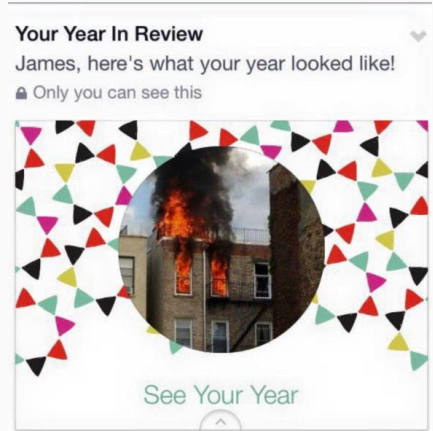 Your Year In Review
James, here's what your year looked like!
Only you can see this
See Your Year